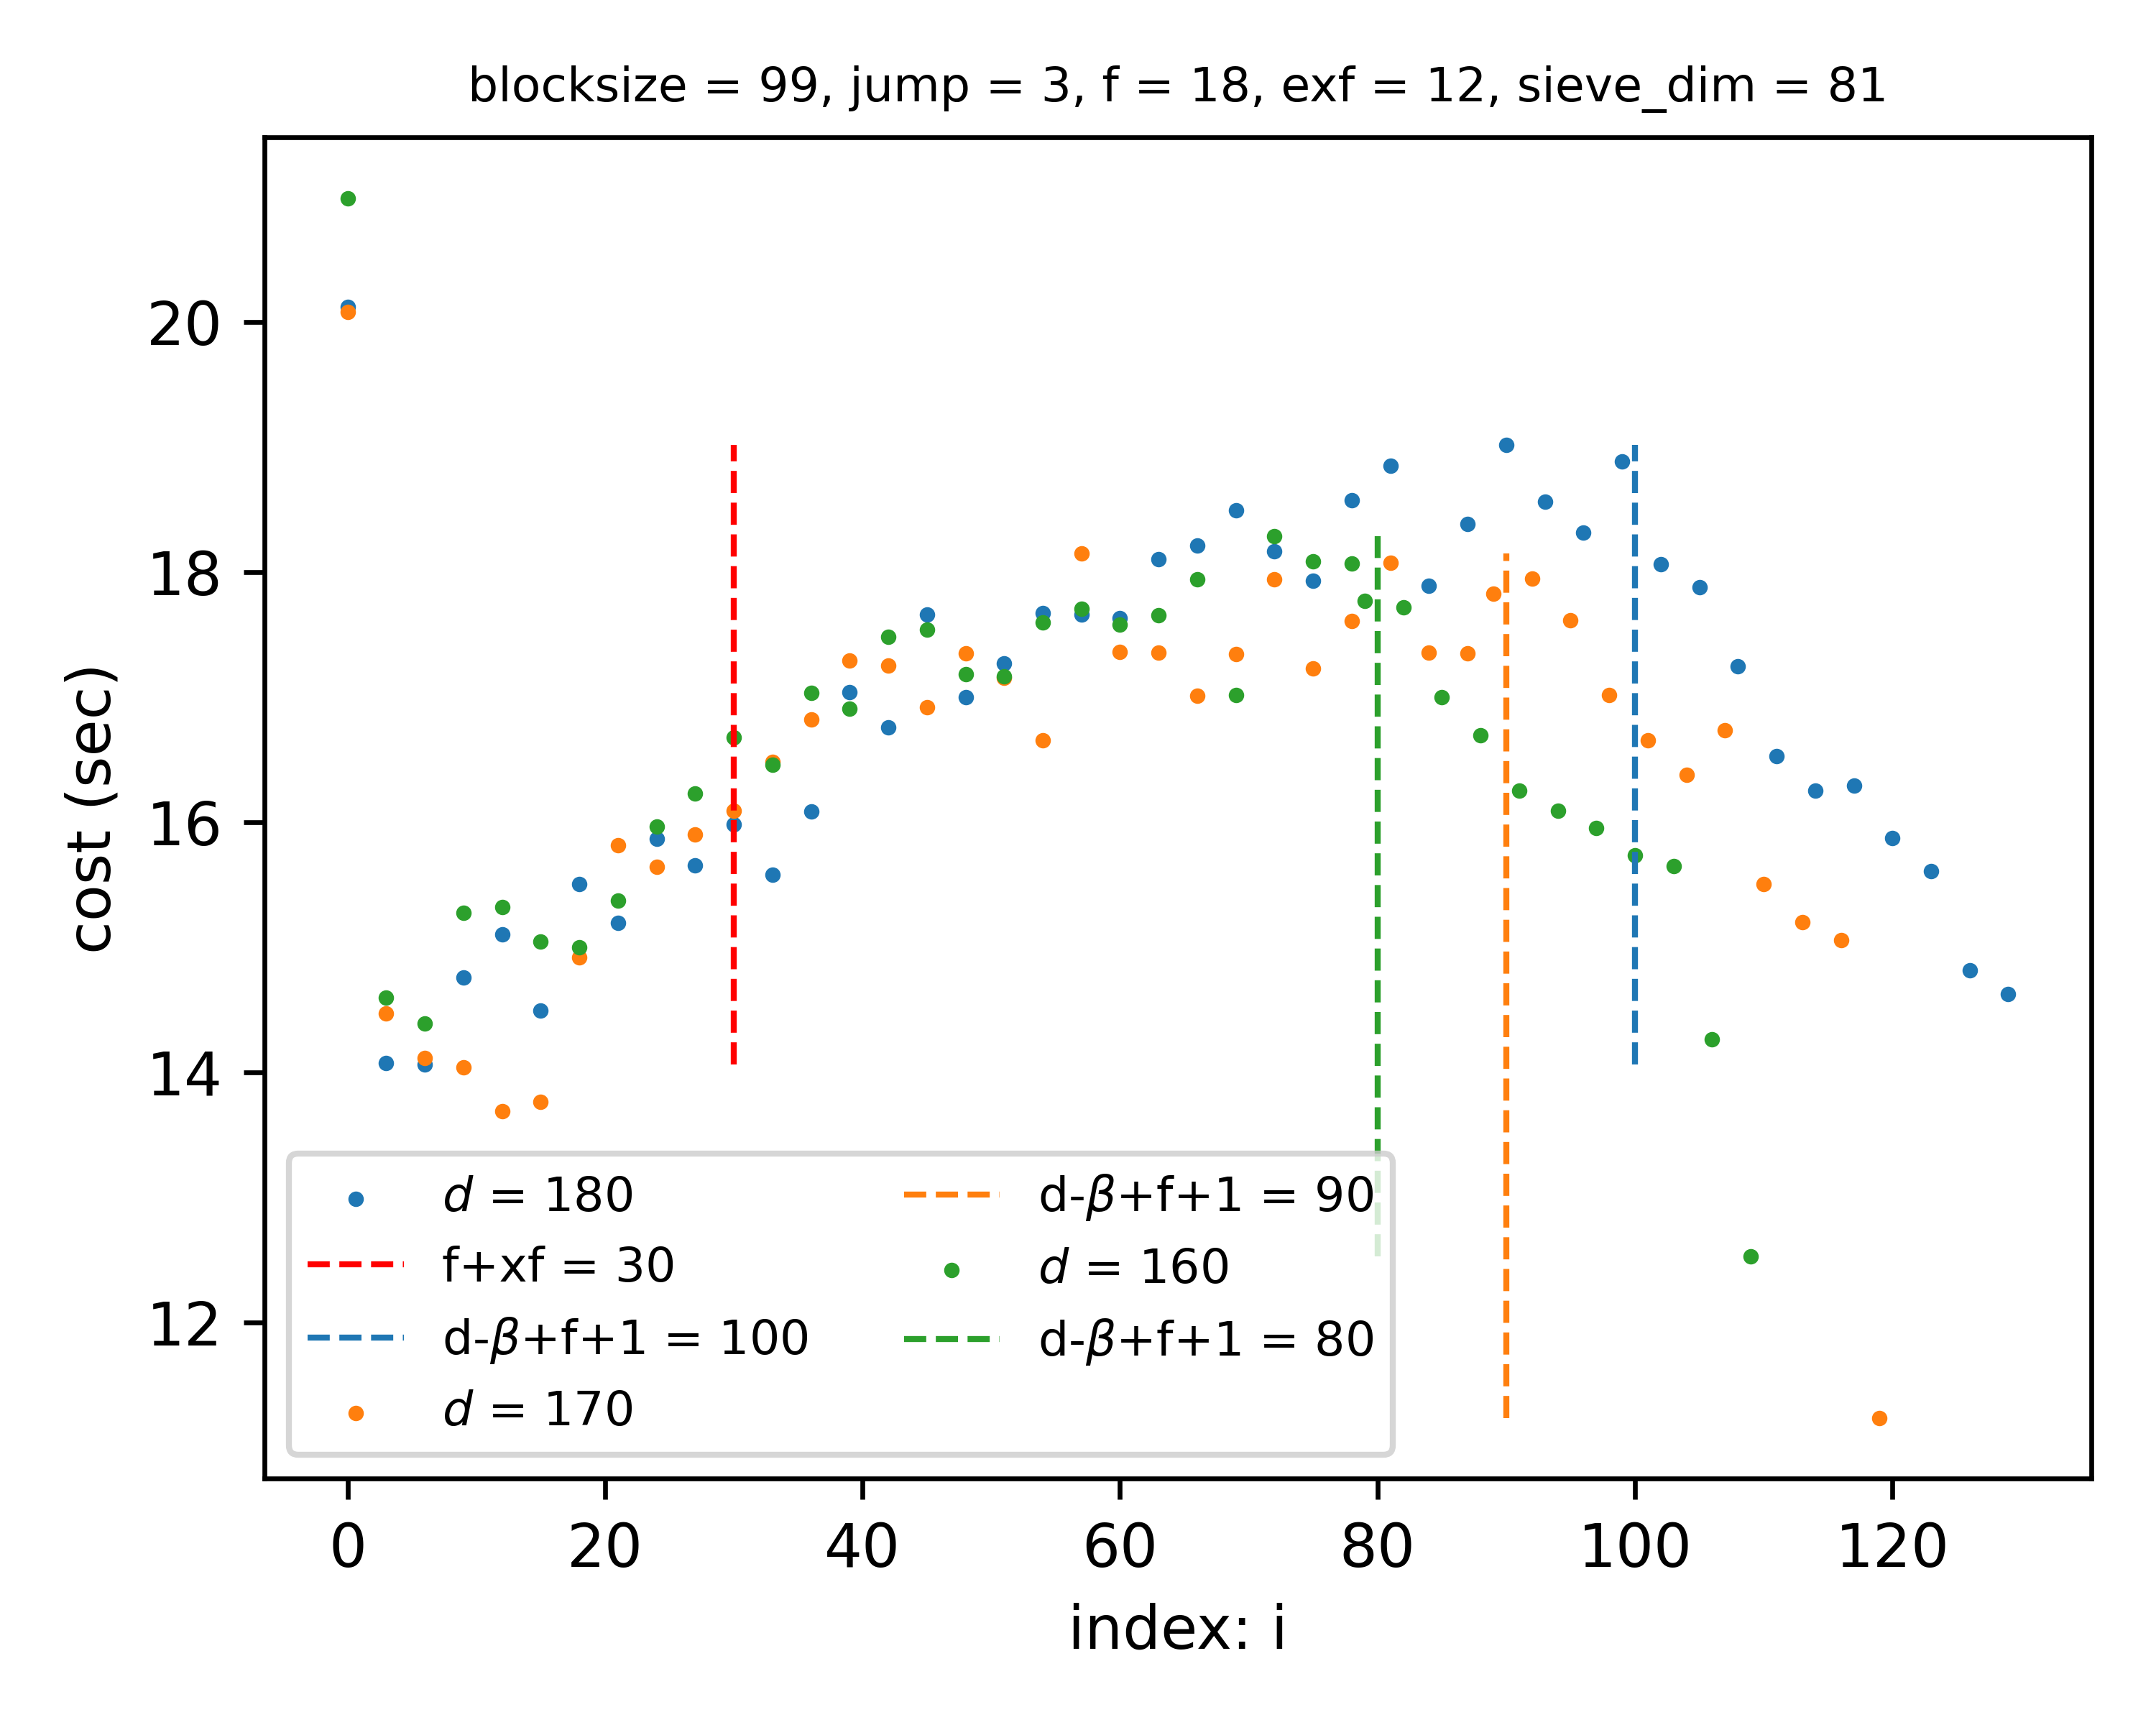 blocksize = 99, jump = 3, f = 18, exf = 12, sieve_dim = 81
cost (sec)
20
18
16
14
12
d = 180
f+xf = 30
d-β+f+1 = 100
d = 170
d-β+f+1 = 90
d = 160
d-β+f+1 = 80
0 20 40 60 80 100 120
index: i